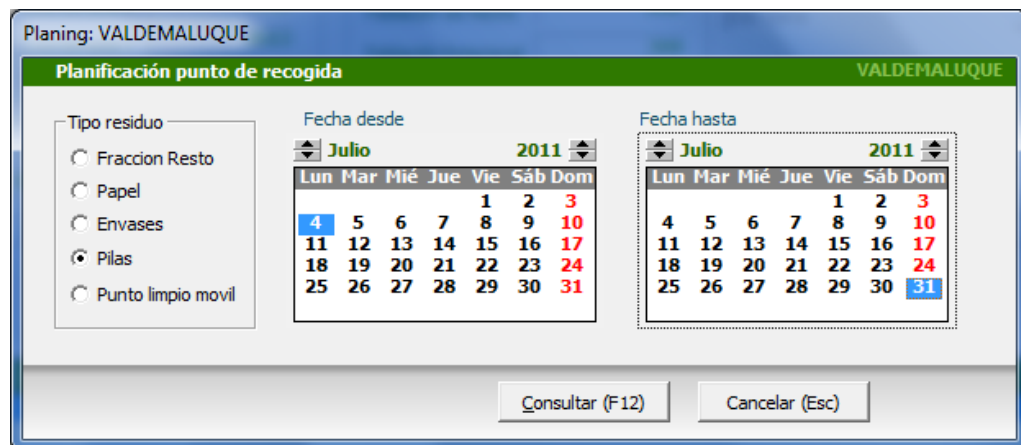 Planing: VALDEMALUQUE
Planificación punto de recogida VALDEMALUQUE
Tipo residuo
Fraccion Resto
Papel
Envases
Pilas
Punto limpio movil
Fecha desde
Julio 2011
Lun Mar Mié Jue Vie Sáb Dom
1 2 3
4 5 6 7 8 9 10
11 12 13 14 15 16 17
18 19 20 21 22 23 24
25 26 27 28 29 30 31
Fecha hasta
Julio 2011
Lun Mar Mié Jue Vie Sáb Dom
1 2 3
4 5 6 7 8 9 10
11 12 13 14 15 16 17
18 19 20 21 22 23 24
25 26 27 28 29 30 31
Consultar (F12) Cancelar (Esc)